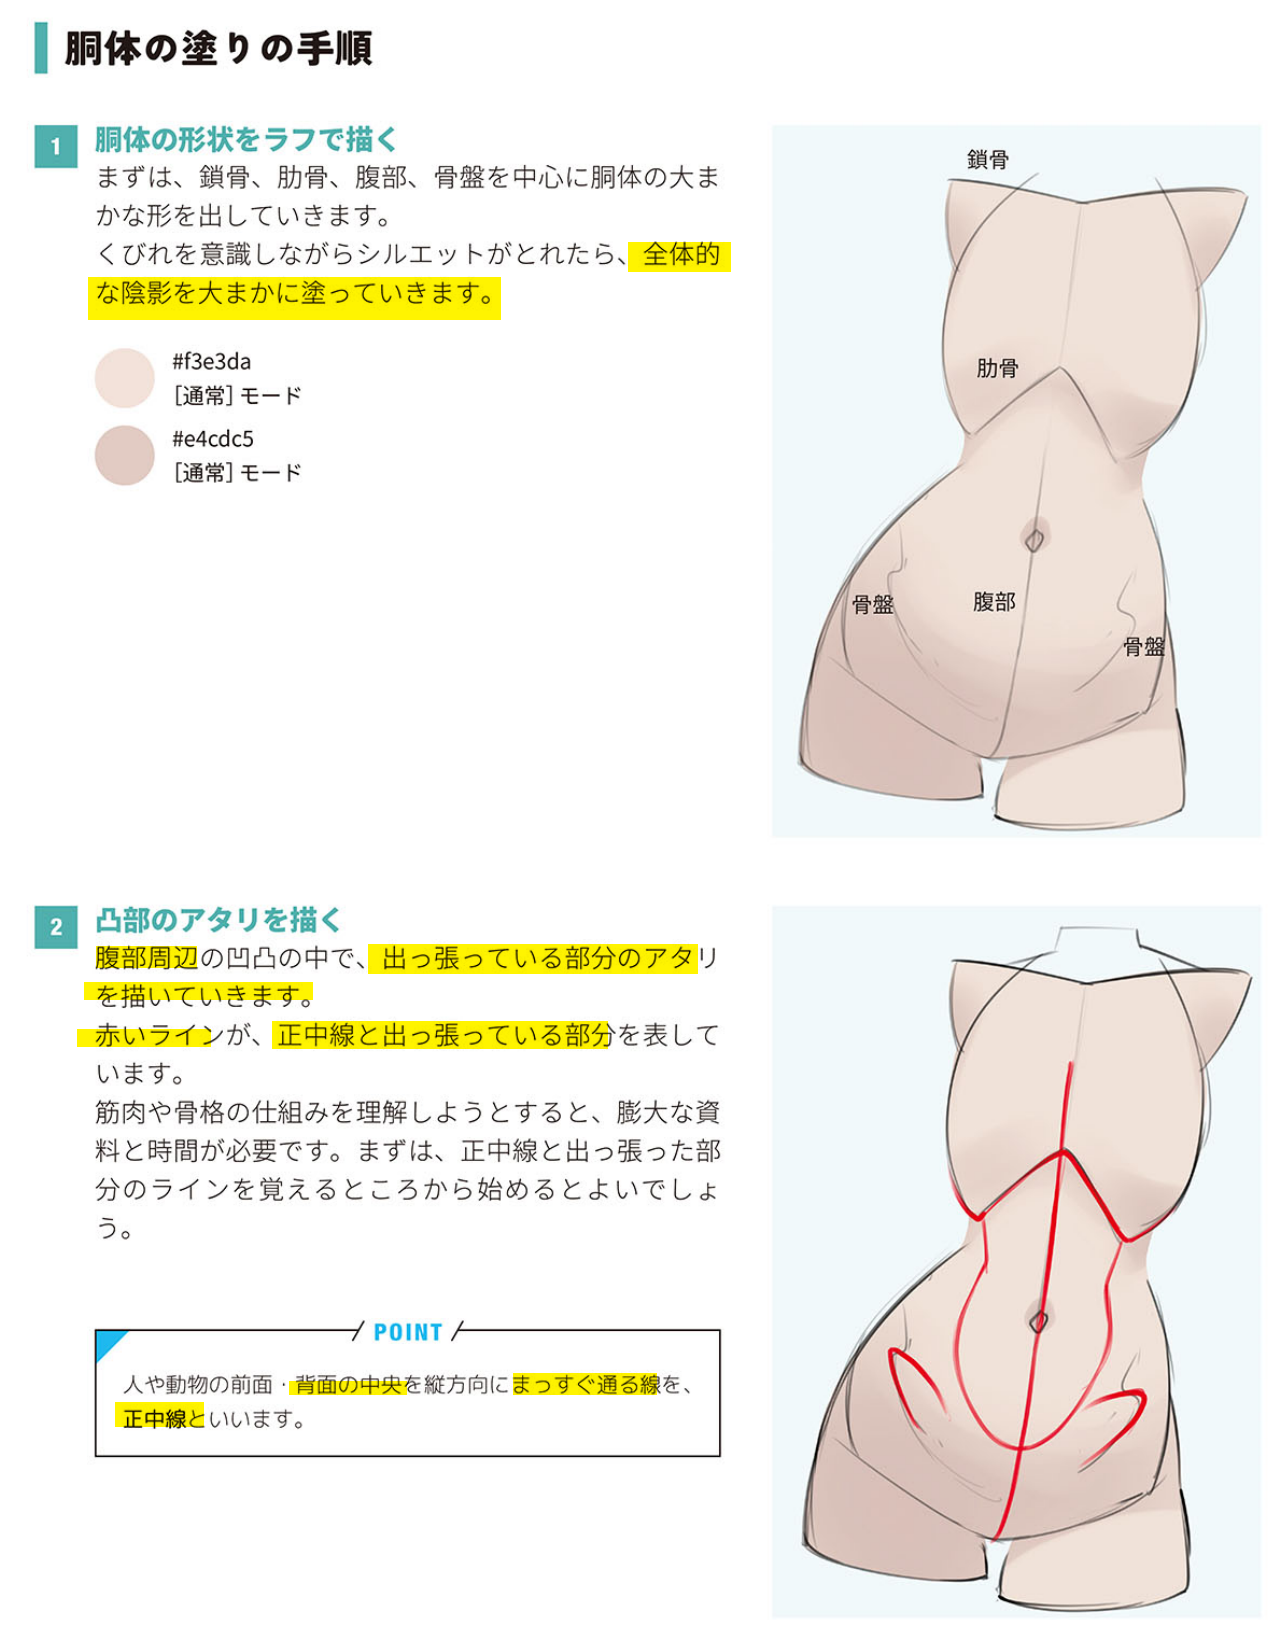 胴体の塗りの手順
1
胴体の形状をラフで描く
まずは、鎖骨、肋骨、腹部、骨盤を中心に胴体の大ま
かな形を出していきます。
くびれを意識しながらシルエットがとれたら、全体的
な陰影を大まかに塗っていきます。
#f3e3da
［通常］モード
#e4cdc5
［通常］モード
鎖骨
肋骨
骨盤
腹部
骨盤
2
凸部のアタリを描く
腹部周辺の凹凸の中で、出っ張っている部分のアタリ
を描いていきます。
赤いラインが、正中線と出っ張っている部分を表して
います。
筋肉や骨格の仕組みを理解しようとすると、膨大な資
料と時間が必要です。まずは、正中線と出っ張った部
分のラインを覚えるところから始めるとよいでしょ
う。
POINT
人や動物の前面・背面の中央を縦方向にまっすぐ通る線を、
正中線といいます。